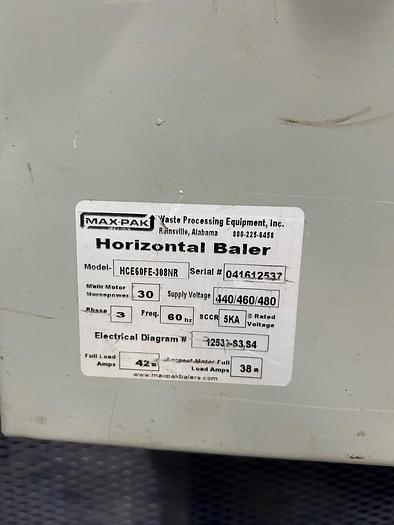 MAX-PAK Waste Processing Equipment, Inc.
BALERS Rainsville, Alabama 800-225-6458
Horizontal Baler
Model- HCE60FE-308NR Serial # 041612537
Main Motor Horsepower 30 Supply Voltage 440/460/480
Phase 3 Freq. 60 hz SCCR 5KA @ Rated Voltage
Electrical Diagram # 12537-S3,S4
Full Load Amps 42a Largest Motor Full Load Amps 38 a
www.maxpakbalers.com